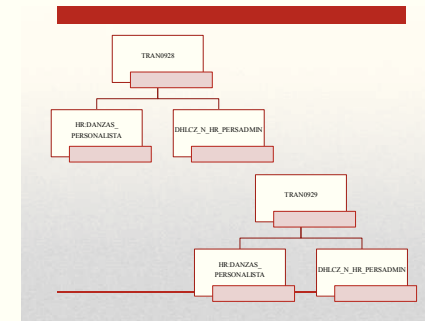 TRAN0928
HR:DANZAS_
PERSONALISTA
DHLCZ_N_HR_PERSADMIN
TRAN0929
HR:DANZAS_
PERSONALISTA
DHLCZ_N_HR_PERSADMIN